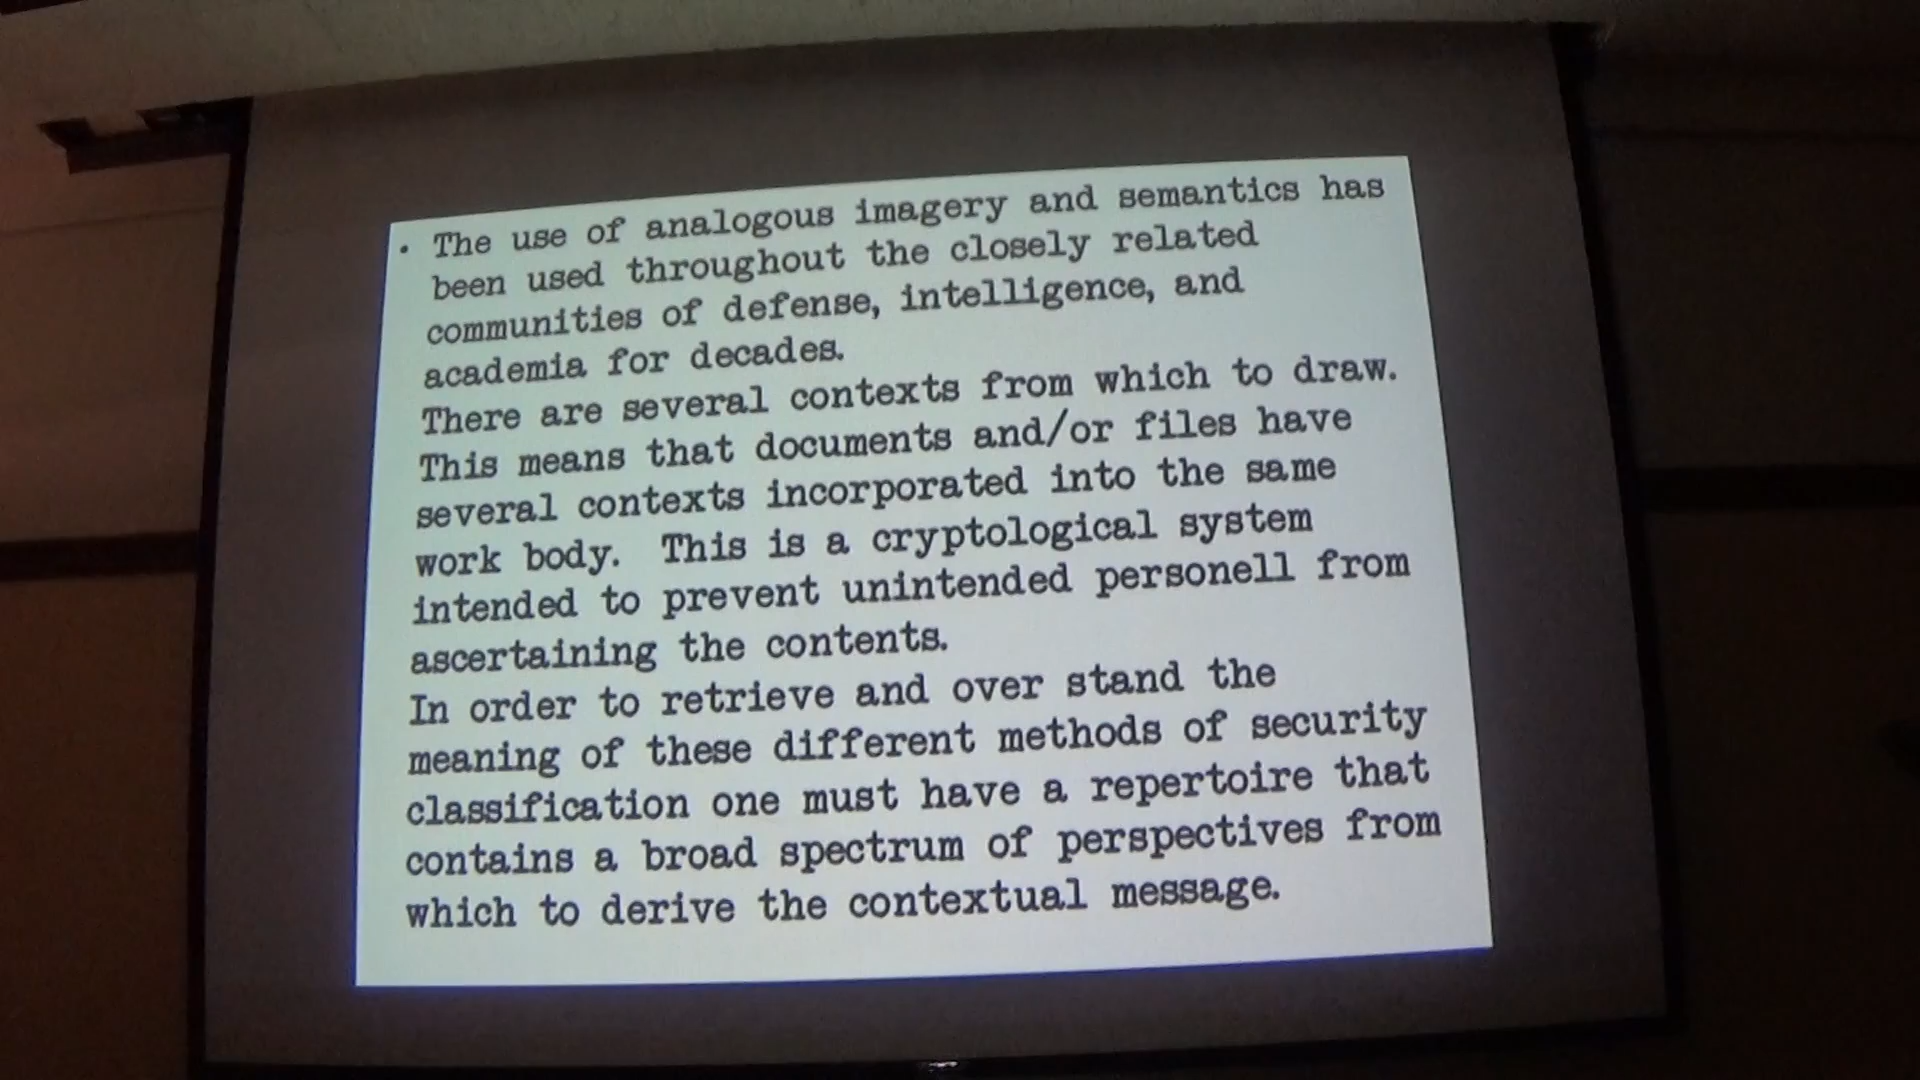 • The use of analogous imagery and semantics has
been used throughout the closely related
communities of defense, intelligence, and
academia for decades.
There are several contexts from which to draw.
This means that documents and/or files have
several contexts incorporated into the same
work body.  This is a cryptological system
intended to prevent unintended personell from
ascertaining the contents.
In order to retrieve and over stand the
meaning of these different methods of security
classification one must have a repertoire that
contains a broad spectrum of perspectives from
which to derive the contextual message.